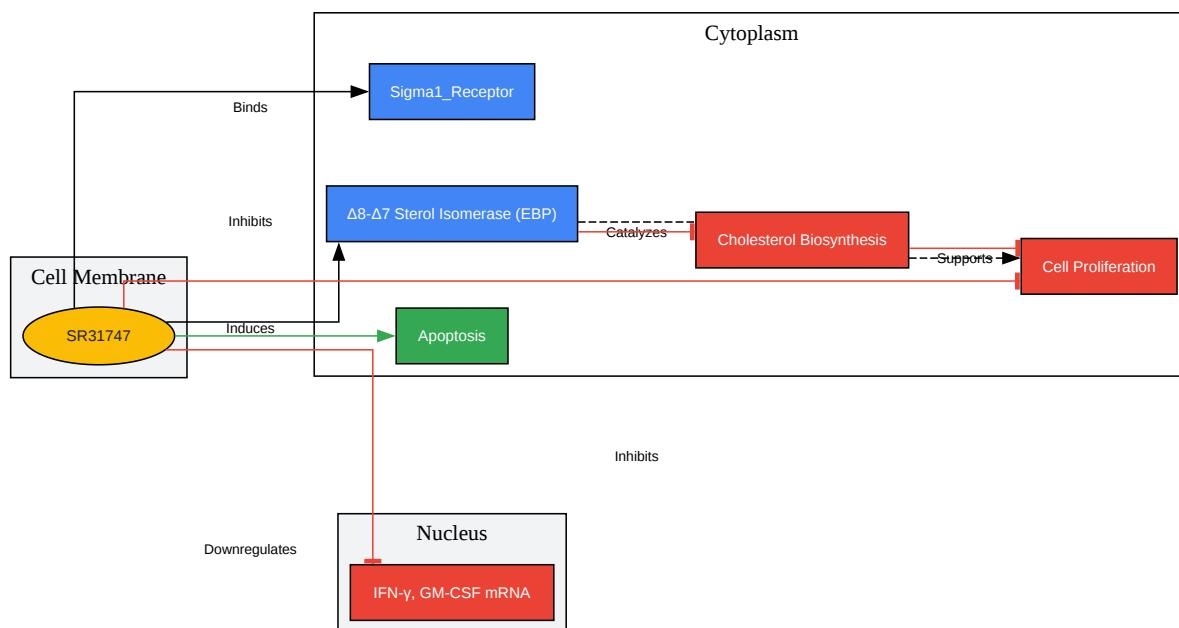 Cytoplasm
Sigma1_Receptor
Binds
Δ8-Δ7 Sterol Isomerase (EBP)
Inhibits
Catalyzes
Cholesterol Biosynthesis
Supports
Cell Proliferation
Cell Membrane
SR31747
Induces
Apoptosis
Inhibits
Nucleus
Downregulates
IFN-γ, GM-CSF mRNA